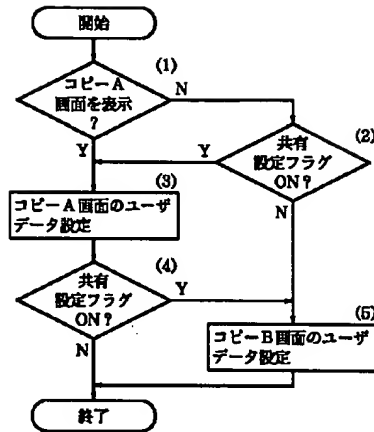 開始
(1)
コピーA
画面を表示
?
N
Y
(2)
共有
設定フラグ
ON?
Y
N
(3)
コピーA画面のユーザ
データ設定
(4)
共有
設定フラグ
ON?
Y
N
(5)
コピーB画面のユーザ
データ設定
終了